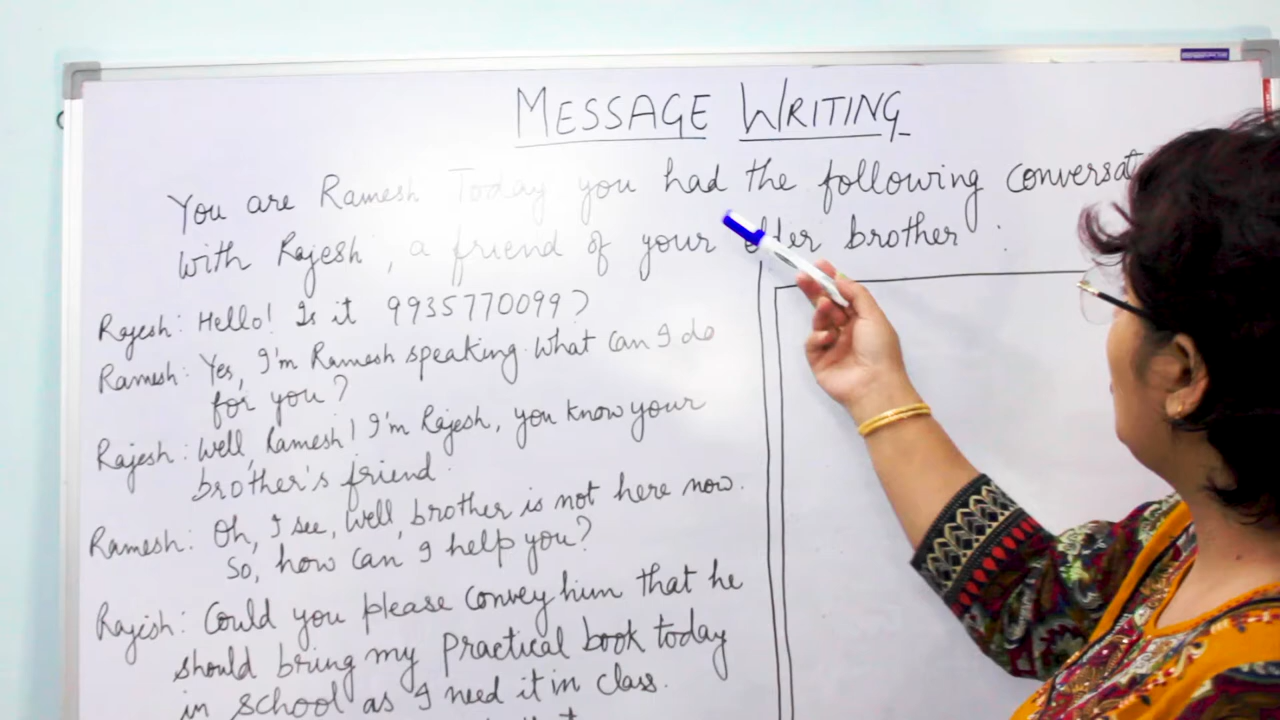 MESSAGE WRITING
You are Ramesh Today you had the following conversat
with Rajesh, a friend of your elder brother :
Rajesh: Hello! Is it 9935770099?
Ramesh: Yes, I'm Ramesh speaking. What can I do
for you?
Rajesh: Well, Ramesh! I'm Rajesh, you know your
brother's friend.
Ramesh: Oh, I see, well, brother is not here now.
So, how can I help you?
Rajesh: Could you please convey him that he
should bring my practical book today
in school as I need it in class.